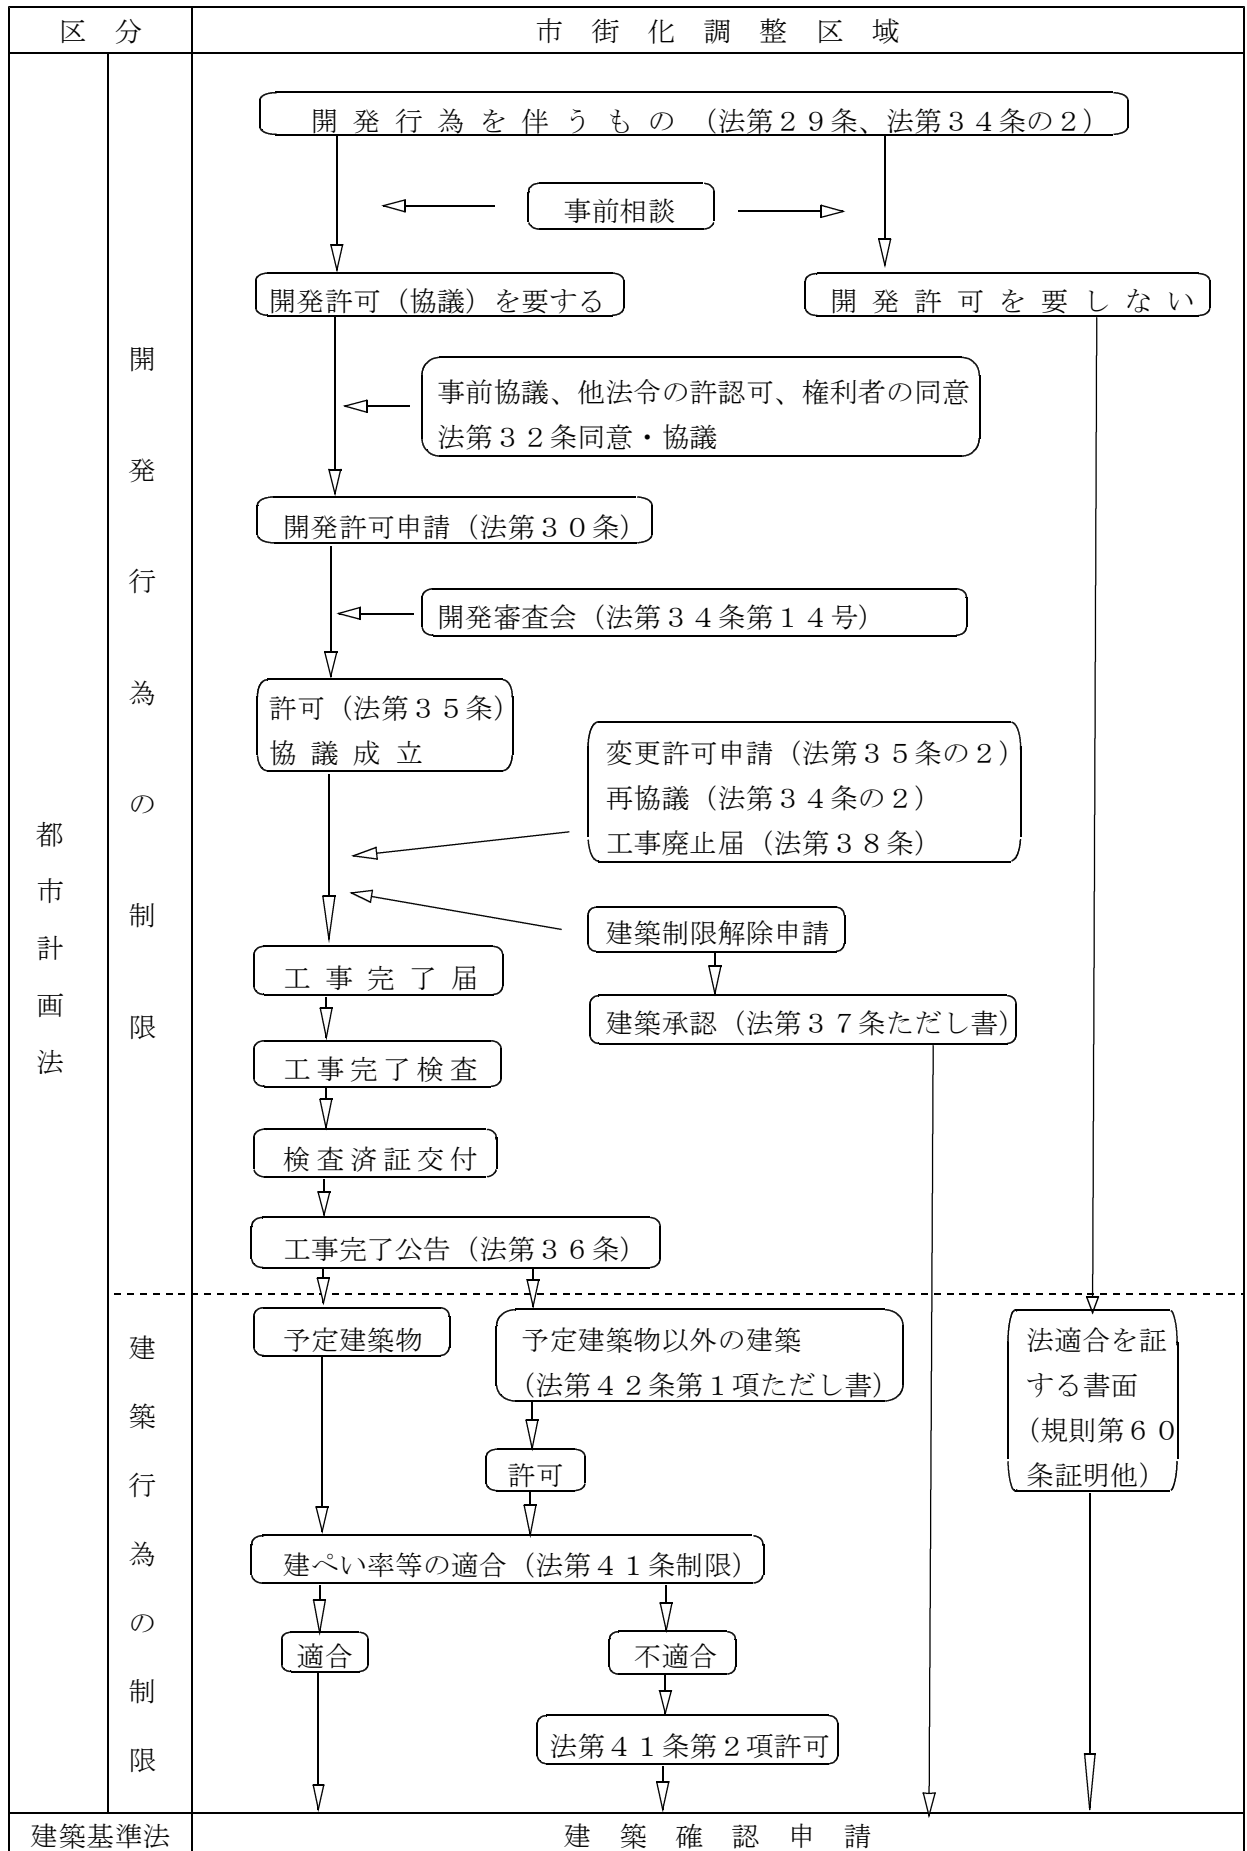 区 分
市 街 化 調 整 区 域
都市計画法
開発行為の制限
開発行為を伴うもの（法第２９条、法第３４条の２）
事前相談
開発許可（協議）を要する
開発許可を要しない
事前協議、他法令の許認可、権利者の同意
法第３２条同意・協議
開発許可申請（法第３０条）
開発審査会（法第３４条第１４号）
許可（法第３５条）
協議成立
変更許可申請（法第３５条の２）
再協議（法第３４条の２）
工事廃止届（法第３８条）
建築制限解除申請
工事完了届
建築承認（法第３７条ただし書）
工事完了検査
検査済証交付
工事完了公告（法第３６条）
建築行為の制限
予定建築物
予定建築物以外の建築
（法第４２条第１項ただし書）
法適合を証
する書面
（規則第６０
条証明他）
許可
建ぺい率等の適合（法第４１条制限）
適合
不適合
法第４１条第２項許可
建築基準法
建 築 確 認 申 請